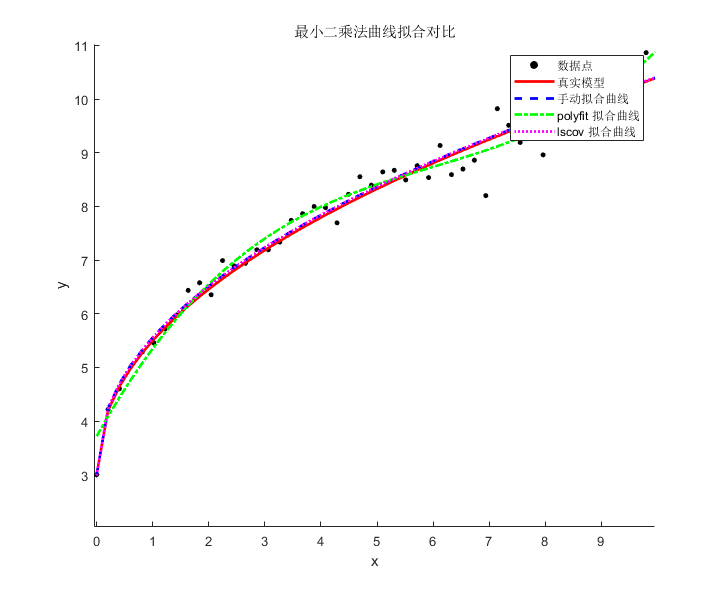 最小二乘法曲线拟合对比
数据点
真实模型
手动拟合曲线
polyfit 拟合曲线
lscov 拟合曲线
y
11
10
9
8
7
6
5
4
3
0 1 2 3 4 5 6 7 8 9
x